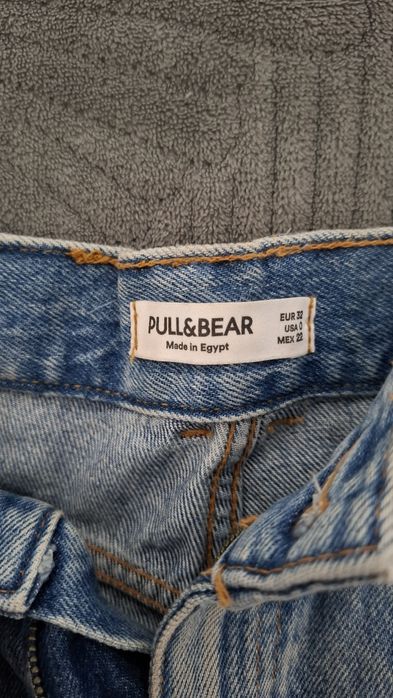 PULL&BEAR
Made in Egypt
EUR 32
USA 0
MEX 22